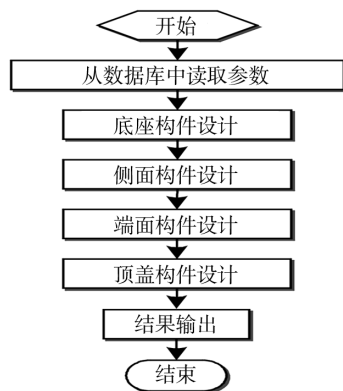 开始
从数据库中读取参数
底座构件设计
侧面构件设计
端面构件设计
顶盖构件设计
结果输出
结束